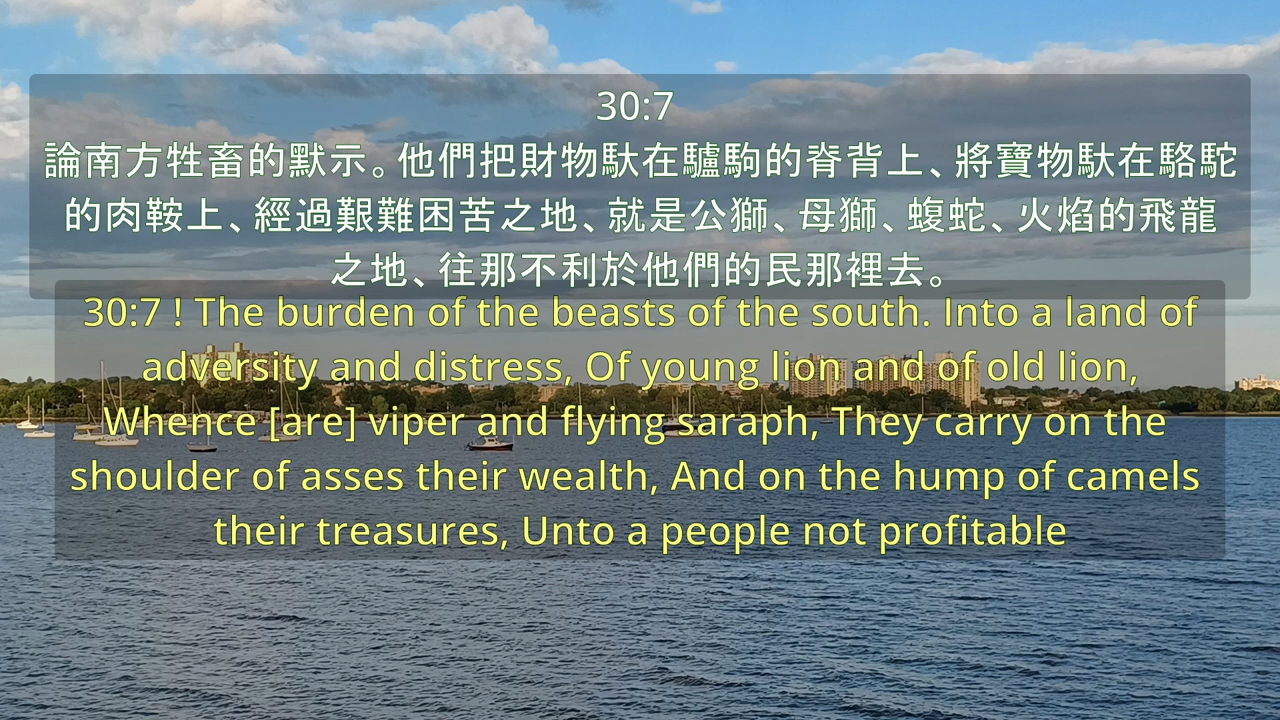 30:7
論南方牲畜的默示。他們把財物馱在驢駒的脊背上、將寶物馱在駱駝
的肉鞍上、經過艱難困苦之地、就是公獅、母獅、蝮蛇、火焰的飛龍
之地、往那不利於他們的民那裡去。
30:7 ! The burden of the beasts of the south. Into a land of
adversity and distress, Of young lion and of old lion,
Whence [are] viper and flying saraph, They carry on the
shoulder of asses their wealth, And on the hump of camels
their treasures, Unto a people not profitable